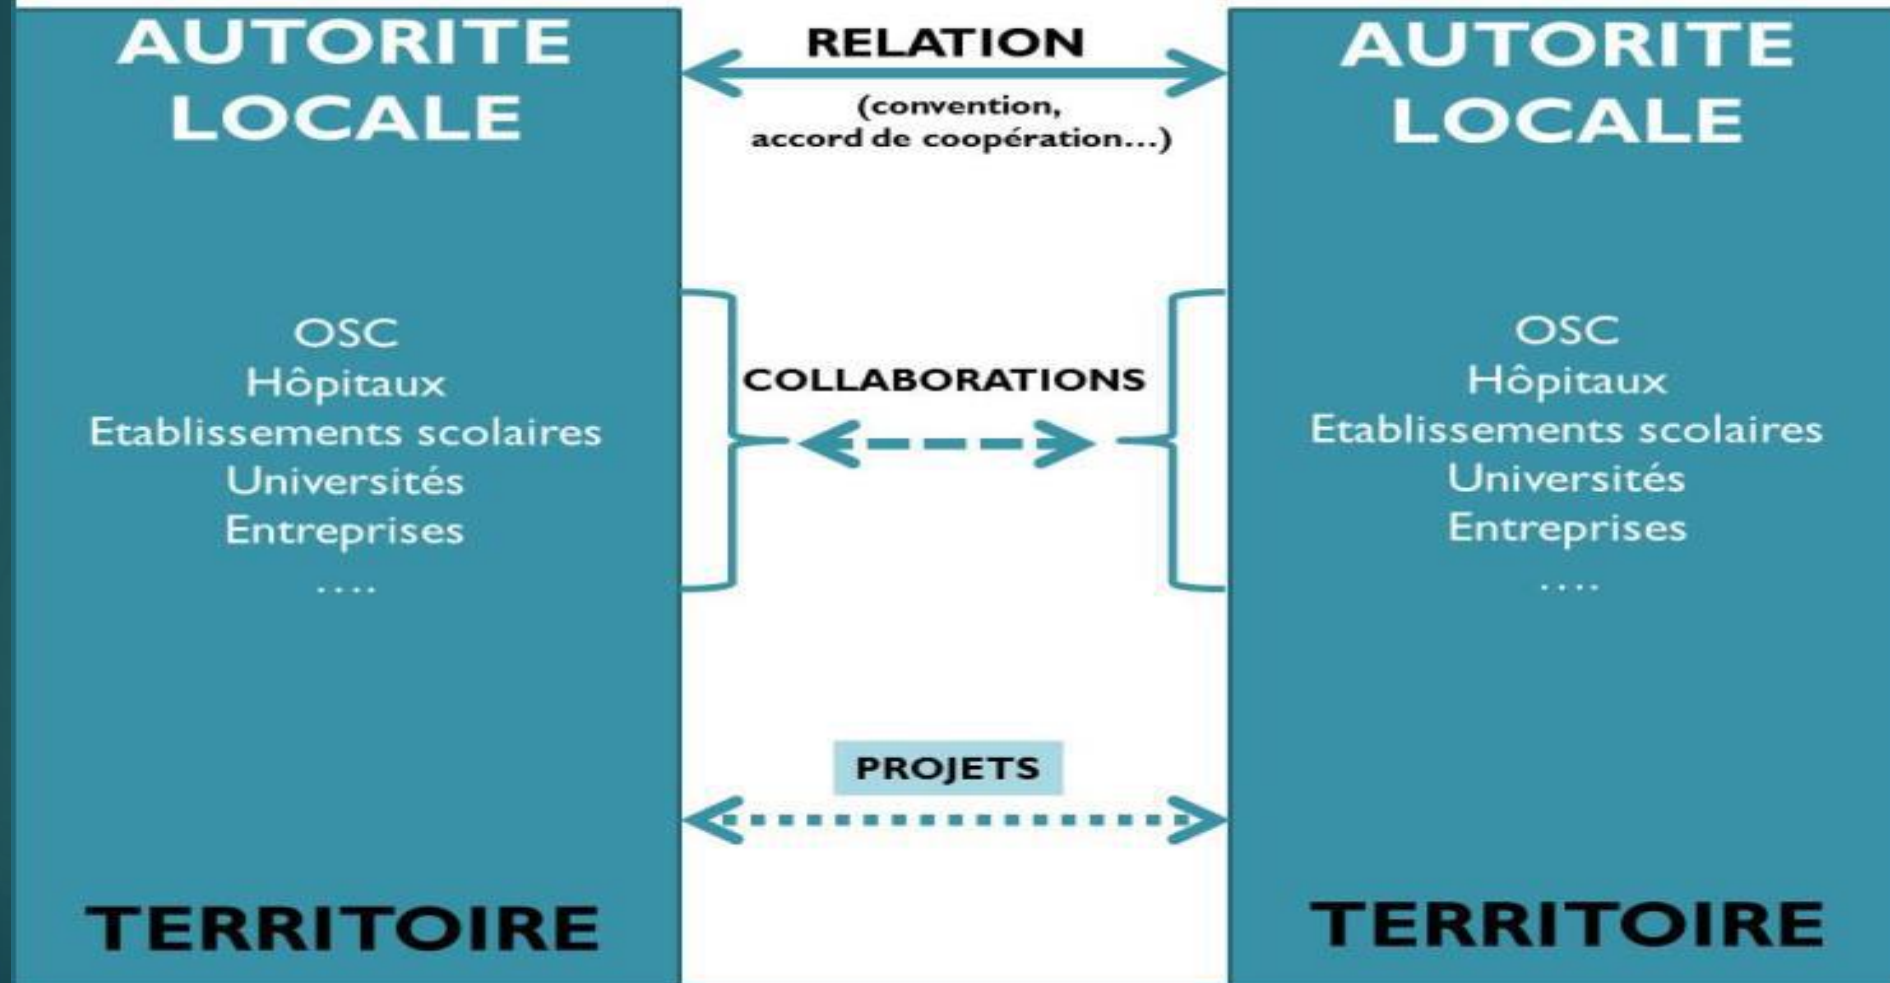 AUTORITE
LOCALE
OSC
Hôpitaux
Etablissements scolaires
Universités
Entreprises
....
TERRITOIRE
RELATION
(convention,
accord de coopération...)
COLLABORATIONS
PROJETS
AUTORITE
LOCALE
OSC
Hôpitaux
Etablissements scolaires
Universités
Entreprises
....
TERRITOIRE